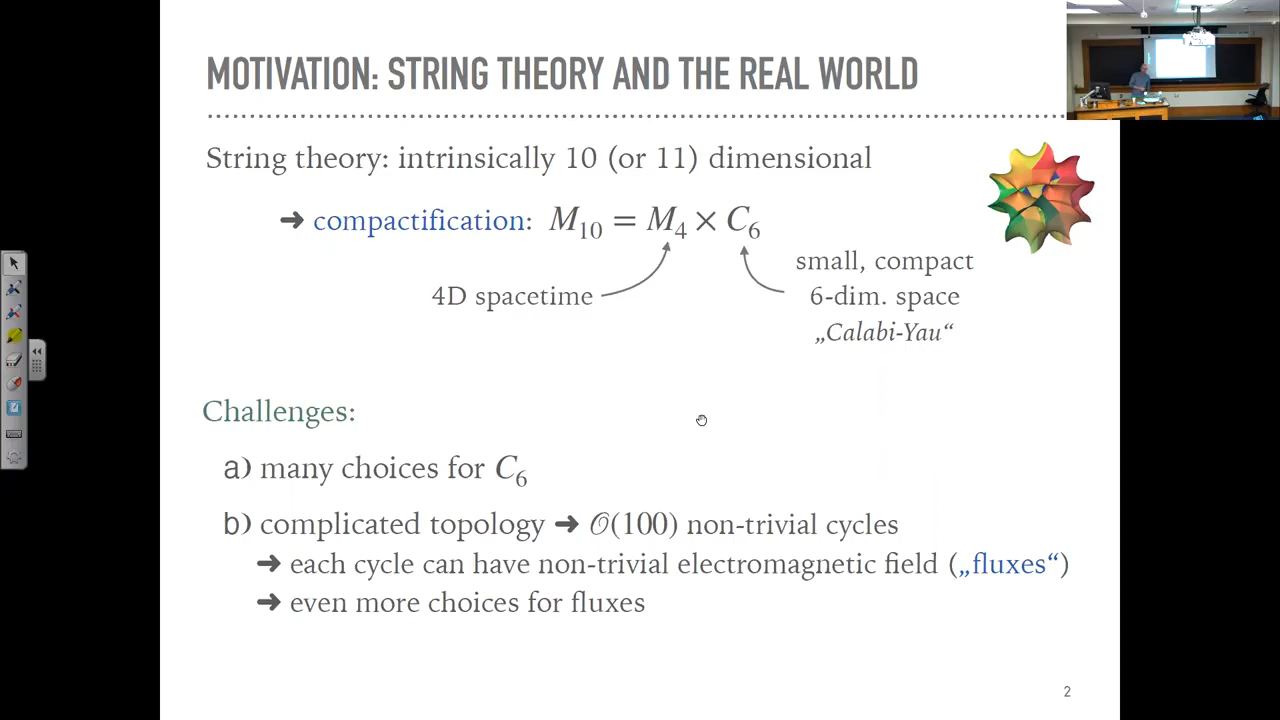 MOTIVATION: STRING THEORY AND THE REAL WORLD
String theory: intrinsically 10 (or 11) dimensional
➜ compactification: M₁₀ = M₄ × C₆
4D spacetime
small, compact
6-dim. space
„Calabi-Yau“
Challenges:
a) many choices for C₆
b) complicated topology ➜ 𝒪(100) non-trivial cycles
➜ each cycle can have non-trivial electromagnetic field („fluxes“)
➜ even more choices for fluxes
2